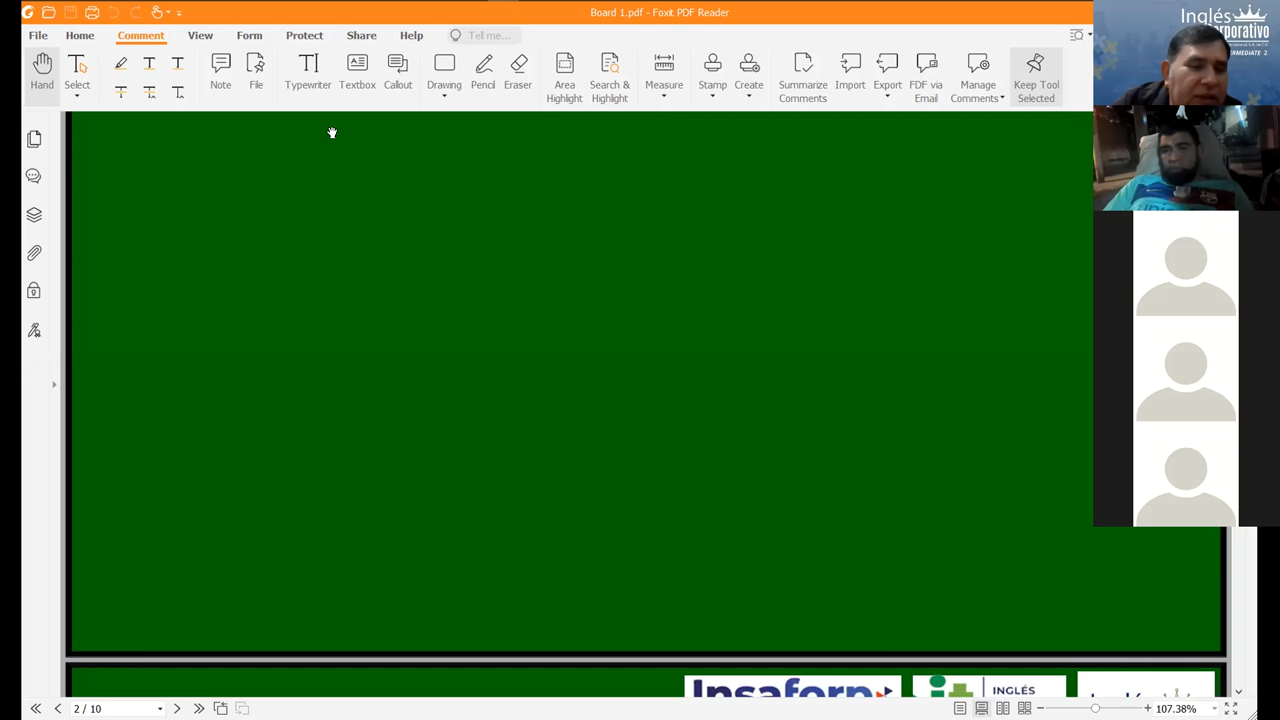 Board 1.pdf - Foxit PDF Reader
File
Home
Comment
View
Form
Protect
Share
Help
Tell me...
Hand
Select
Note
File
Typewriter
Textbox
Callout
Drawing
Pencil
Eraser
Area Highlight
Search & Highlight
Measure
Stamp
Create
Summarize Comments
Import
Export
FDF via Email
Manage Comments
Keep Tool Selected
Inglés
orporativo
Insaforp
INGLÉS
2 / 10
107.38%